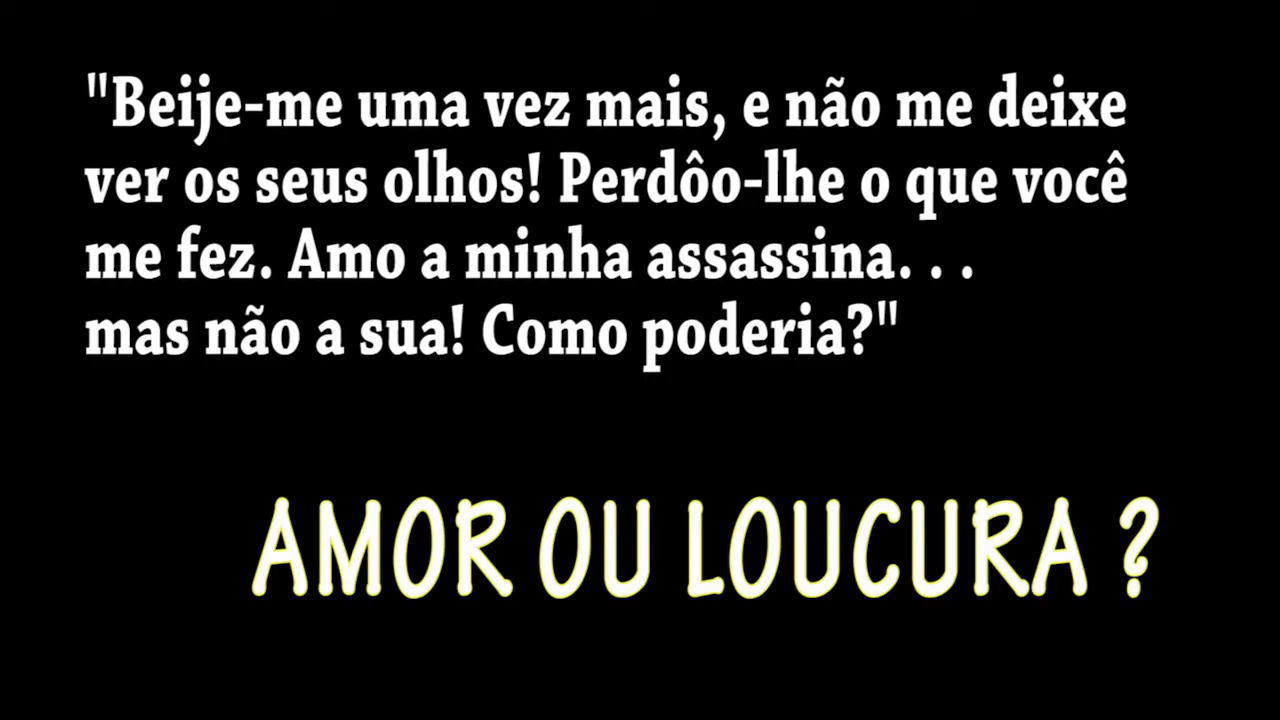 "Beije-me uma vez mais, e não me deixe
ver os seus olhos! Perdôo-lhe o que você
me fez. Amo a minha assassina. . .
mas não a sua! Como poderia?"
AMOR OU LOUCURA ?